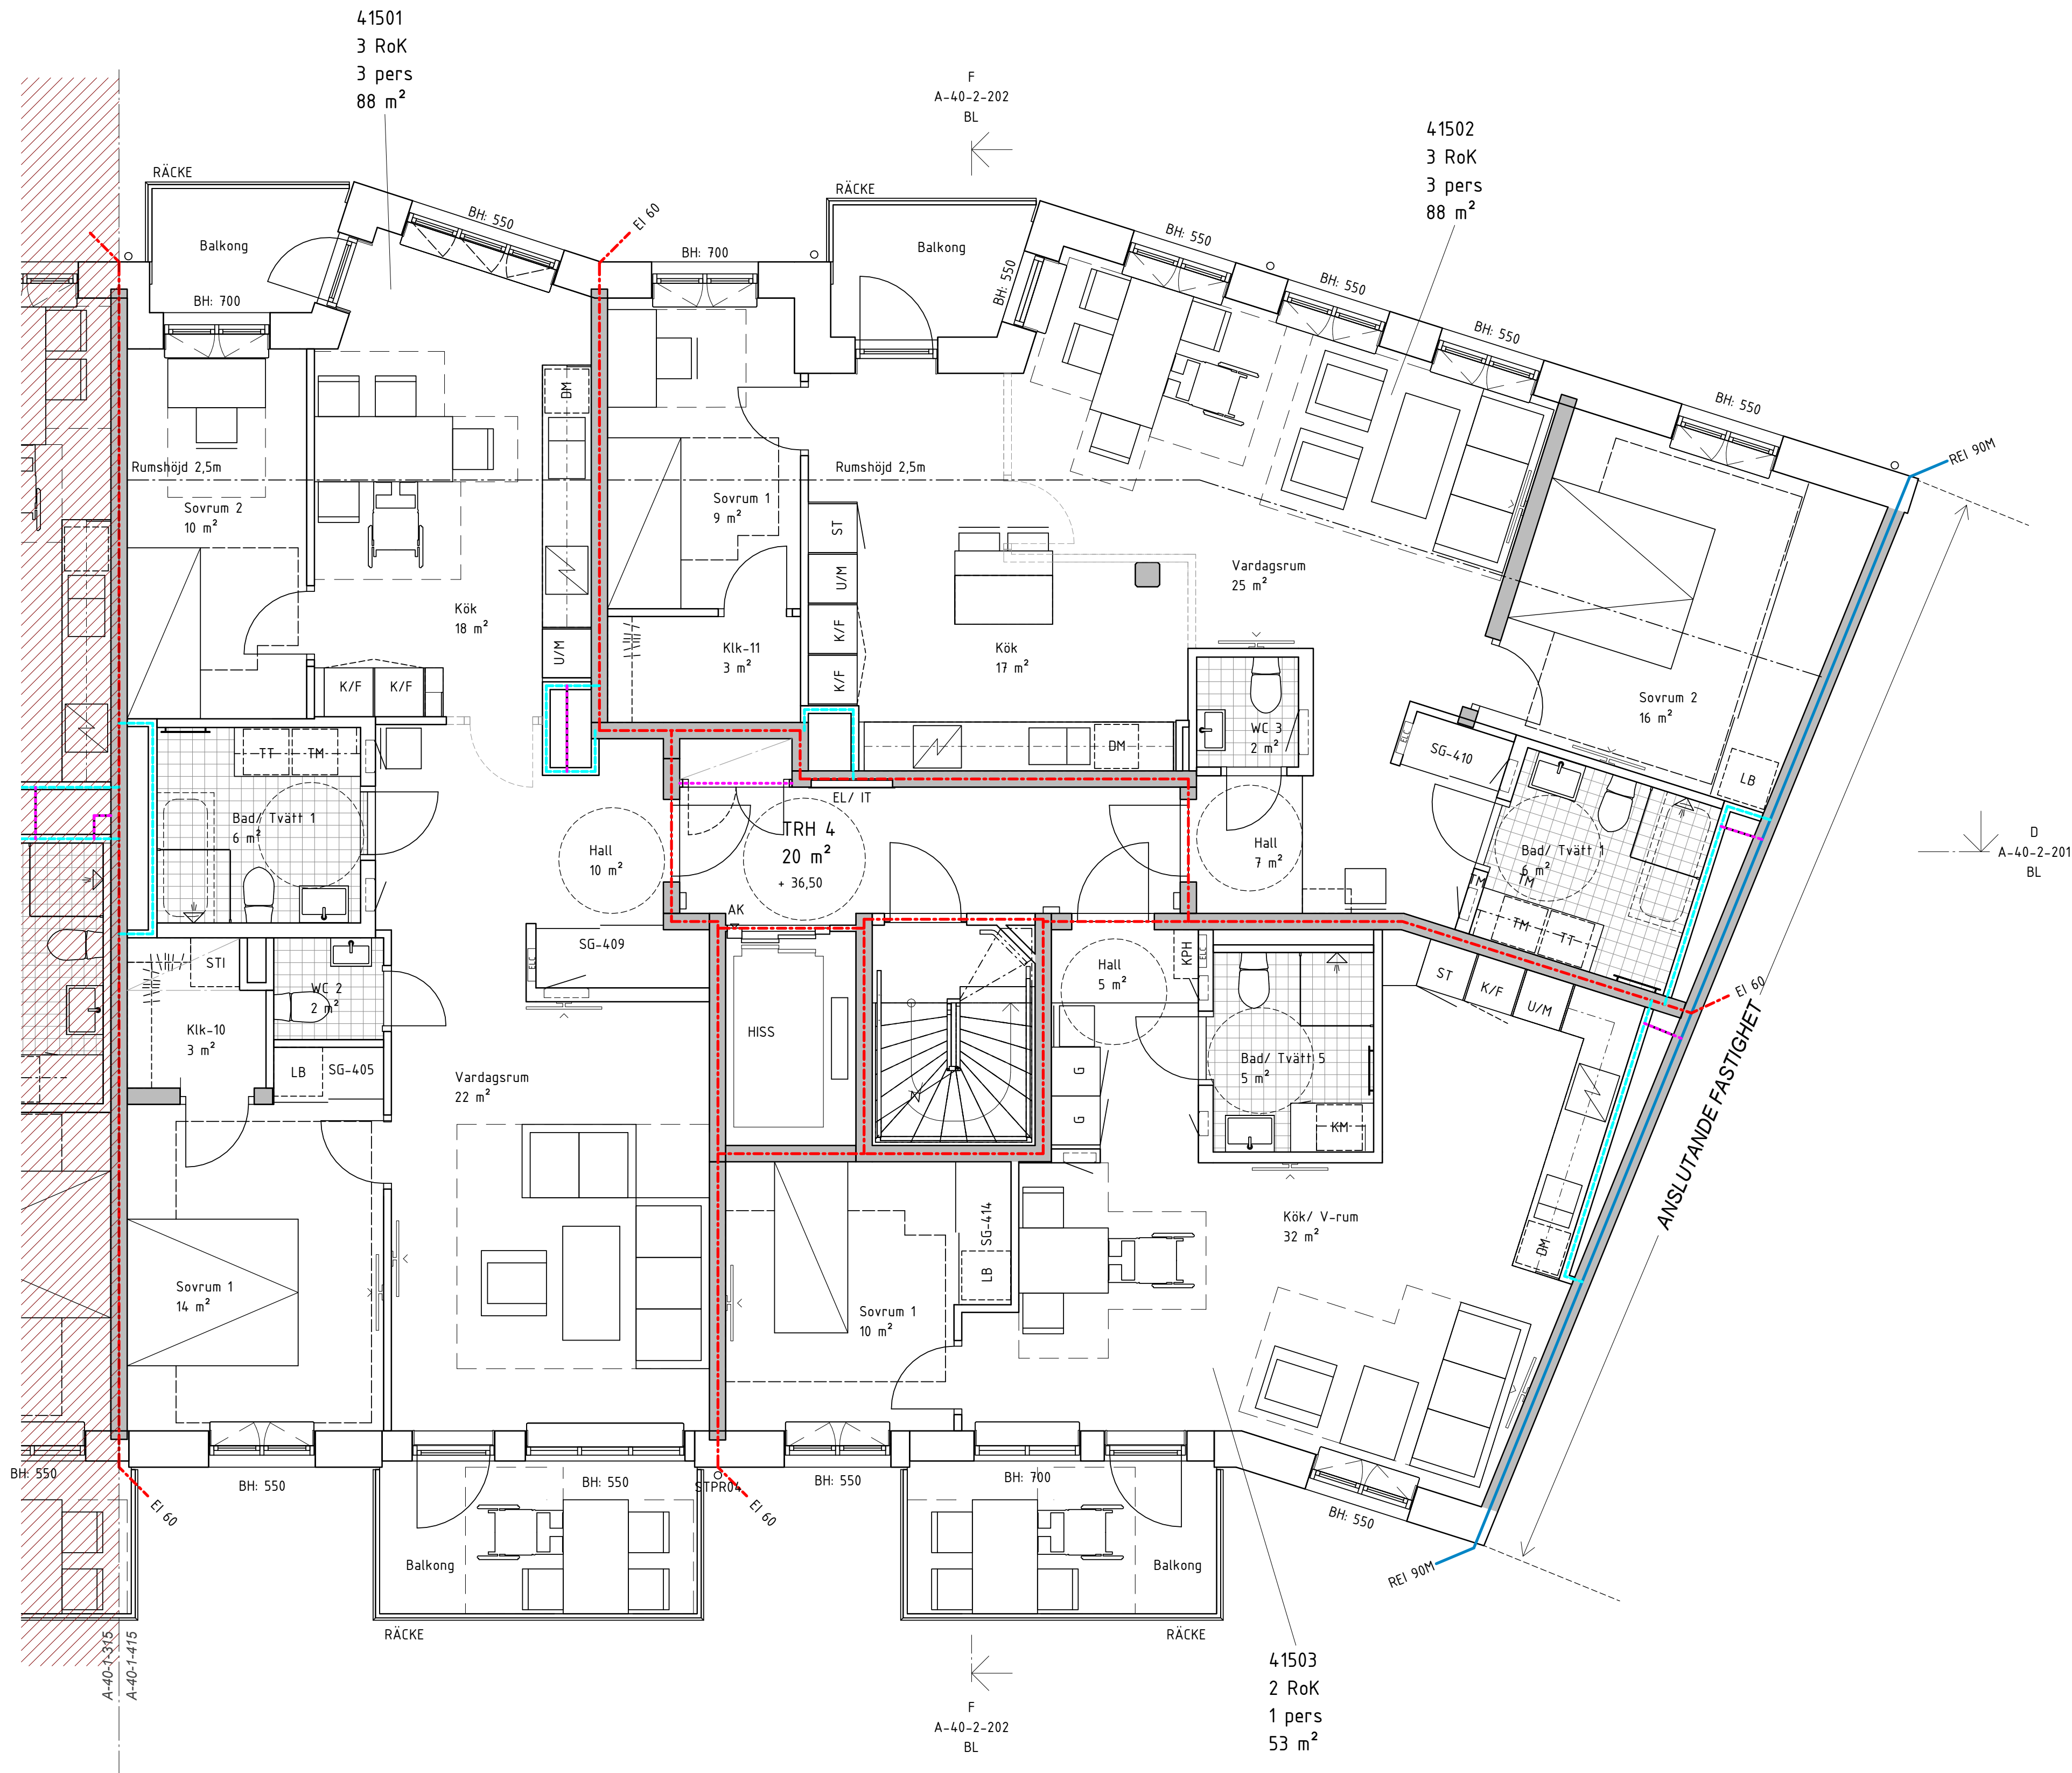 41501
3 RoK
3 pers
88 m²
F
A-40-2-202
BL
41502
3 RoK
3 pers
88 m²
RÄCKE
RÄCKE
BH: 550
EI 60
Balkong
BH: 700
Balkong
BH: 550
BH: 550
BH: 550
BH: 550
BH: 700
BH: 550
REI 90M
DM
Rumshöjd 2,5m
Rumshöjd 2,5m
Sovrum 2
10 m²
Sovrum 1
9 m²
ST
U/M
K/F
K/F
Vardagsrum
25 m²
Kök
18 m²
U/M
Klk-11
3 m²
Kök
17 m²
K/F
K/F
Sovrum 2
16 m²
WC 3
2 m²
DM
ELC
SG-410
LB
TT
TM
EL/ IT
Bad/ Tvätt 1
6 m²
TRH 4
20 m²
+ 36,50
Hall
10 m²
Hall
7 m²
Bad/ Tvätt 1
6 m²
TM
TM
TM
TT
D
A-40-2-201
BL
AK
SG-409
ELC
KPH
ELC
STI
WC 2
2 m²
Klk-10
3 m²
Hall
5 m²
ST
K/F
U/M
EI 60
ANSLUTANDE FASTIGHET
HISS
LB
SG-405
Vardagsrum
22 m²
G
G
Bad/ Tvätt 5
5 m²
KM
Kök/ V-rum
32 m²
SG-414
LB
DM
Sovrum 1
14 m²
Sovrum 1
10 m²
BH: 550
BH: 550
BH: 550
STPR04
BH: 550
BH: 700
BH: 550
EI 60
EI 60
REI 90M
Balkong
Balkong
RÄCKE
RÄCKE
A-40-1-315
A-40-1-415
F
A-40-2-202
BL
41503
2 RoK
1 pers
53 m²